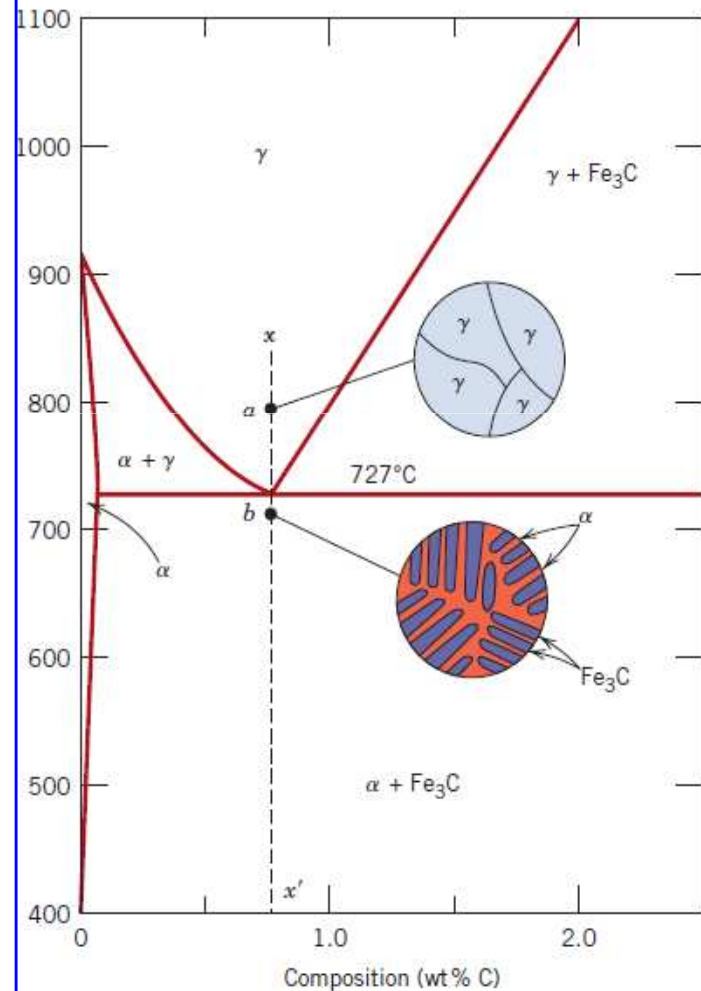 1100
γ
1000
γ + Fe₃C
900
γ
γ
x
γ
γ
800
a
α + γ
727°C
b
α
700
α
600
Fe₃C
500
α + Fe₃C
x′
400
0
1.0
2.0
Composition (wt% C)